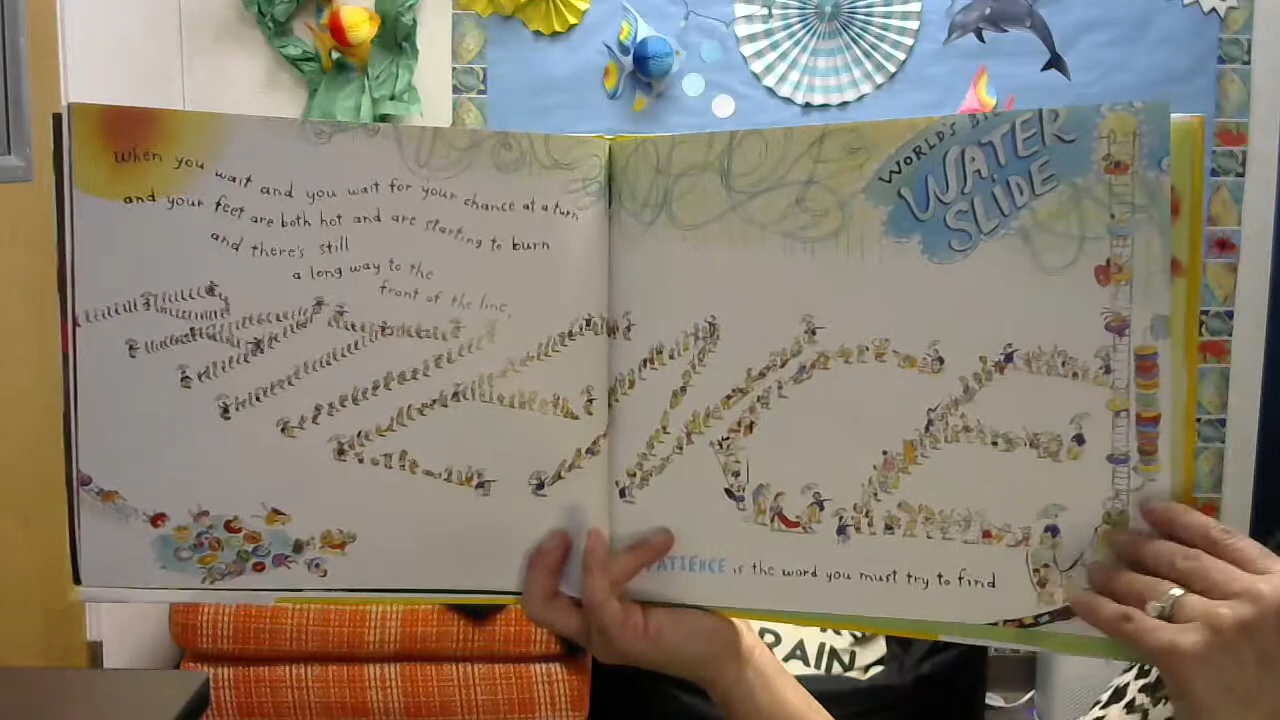 When you wait and you wait for your chance at a turn
and your feet are both hot and are starting to burn
and there's still
a long way to the
front of the line,
WORLD'S
WATER
SLIDE
PATIENCE is the word you must try to find
RAIN